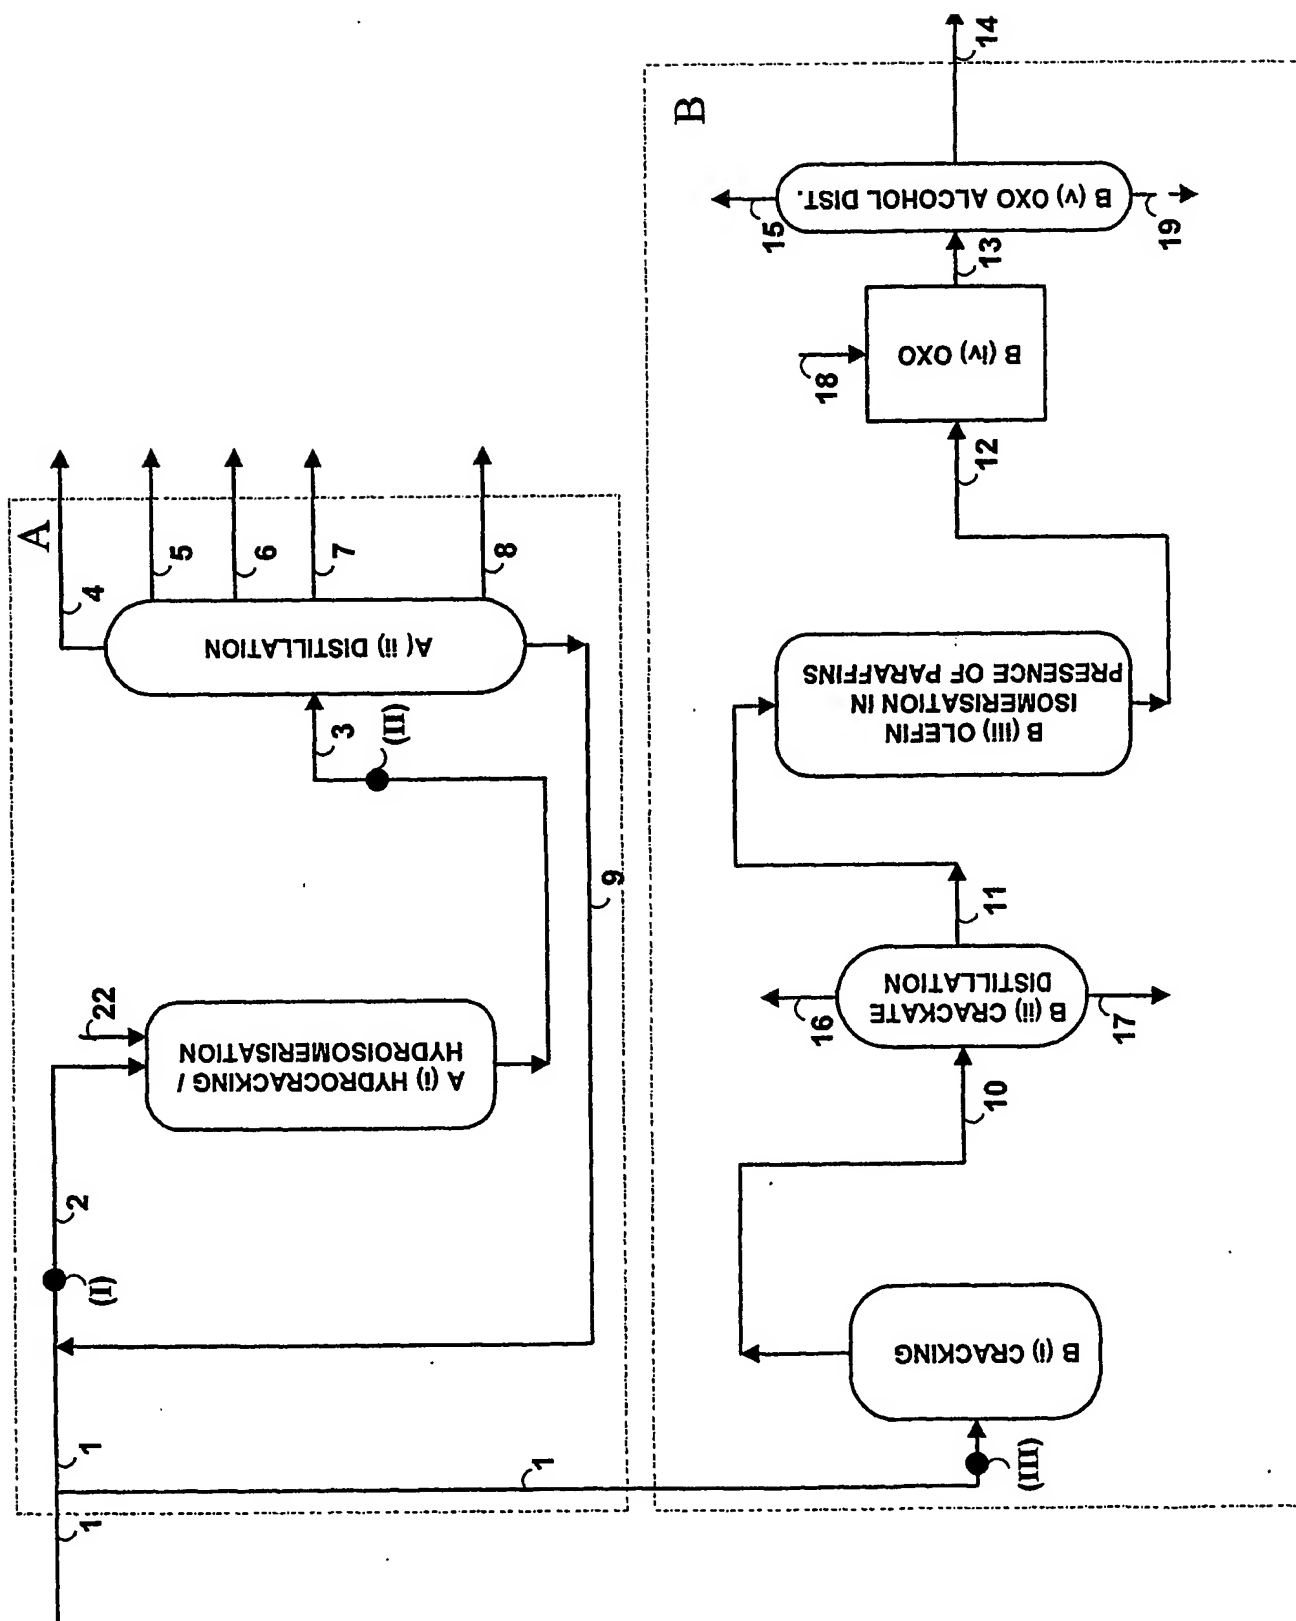 A
1
1
1
2
(I)
22
A (i) HYDROCRACKING /
HYDROISOMERISATION
3
(II)
A( ii) DISTILLATION
4
5
6
7
8
9
B
(III)
B (i) CRACKING
10
B (ii) CRACKATE
DISTILLATION
16
17
11
B (iii) OLEFIN
ISOMERISATION IN
PRESENCE OF PARAFFINS
12
18
B (iv) OXO
13
B (v) OXO ALCOHOL DIST.
15
19
14